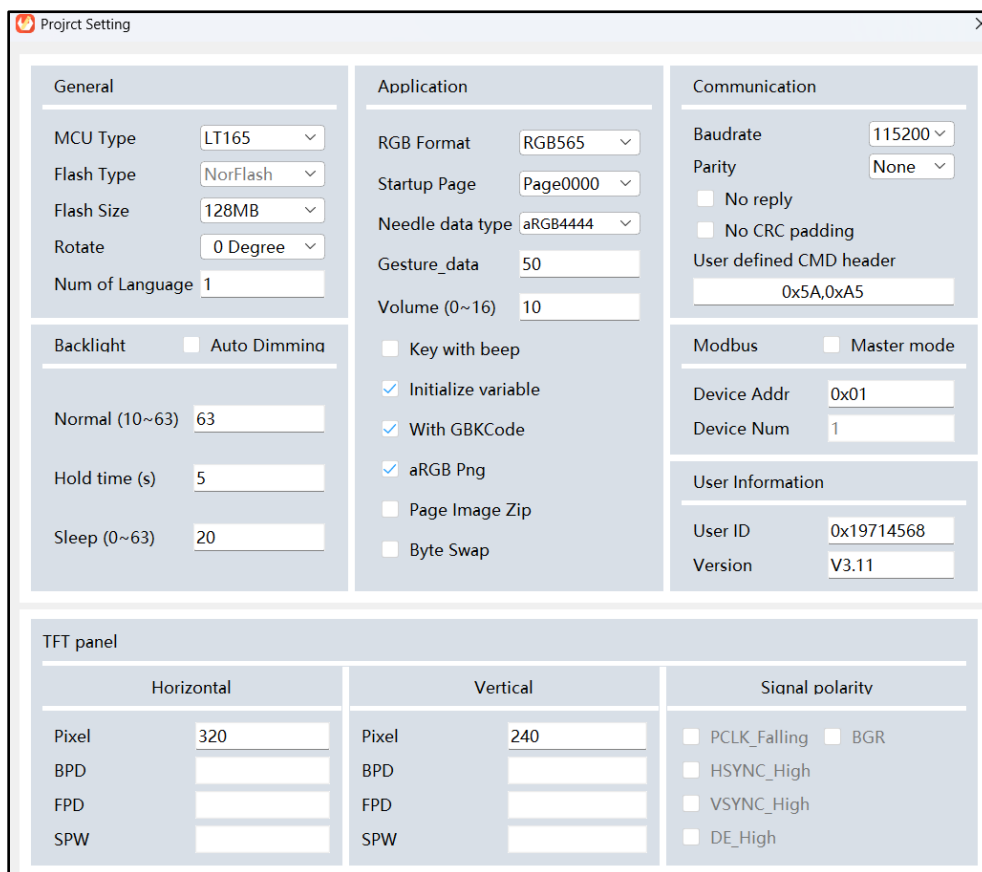 Projrct Setting
General
MCU Type LT165
Flash Type NorFlash
Flash Size 128MB
Rotate 0 Degree
Num of Language 1
Backlight Auto Dimming
Normal (10~63) 63
Hold time (s) 5
Sleep (0~63) 20
Application
RGB Format RGB565
Startup Page Page0000
Needle data type aRGB4444
Gesture_data 50
Volume (0~16) 10
Key with beep
Initialize variable
With GBKCode
aRGB Png
Page Image Zip
Byte Swap
Communication
Baudrate 115200
Parity None
No reply
No CRC padding
User defined CMD header
0x5A,0xA5
Modbus Master mode
Device Addr 0x01
Device Num 1
User Information
User ID 0x19714568
Version V3.11
TFT panel
Horizontal
Pixel 320
BPD
FPD
SPW
Vertical
Pixel 240
BPD
FPD
SPW
Signal polarity
PCLK_Falling BGR
HSYNC_High
VSYNC_High
DE_High